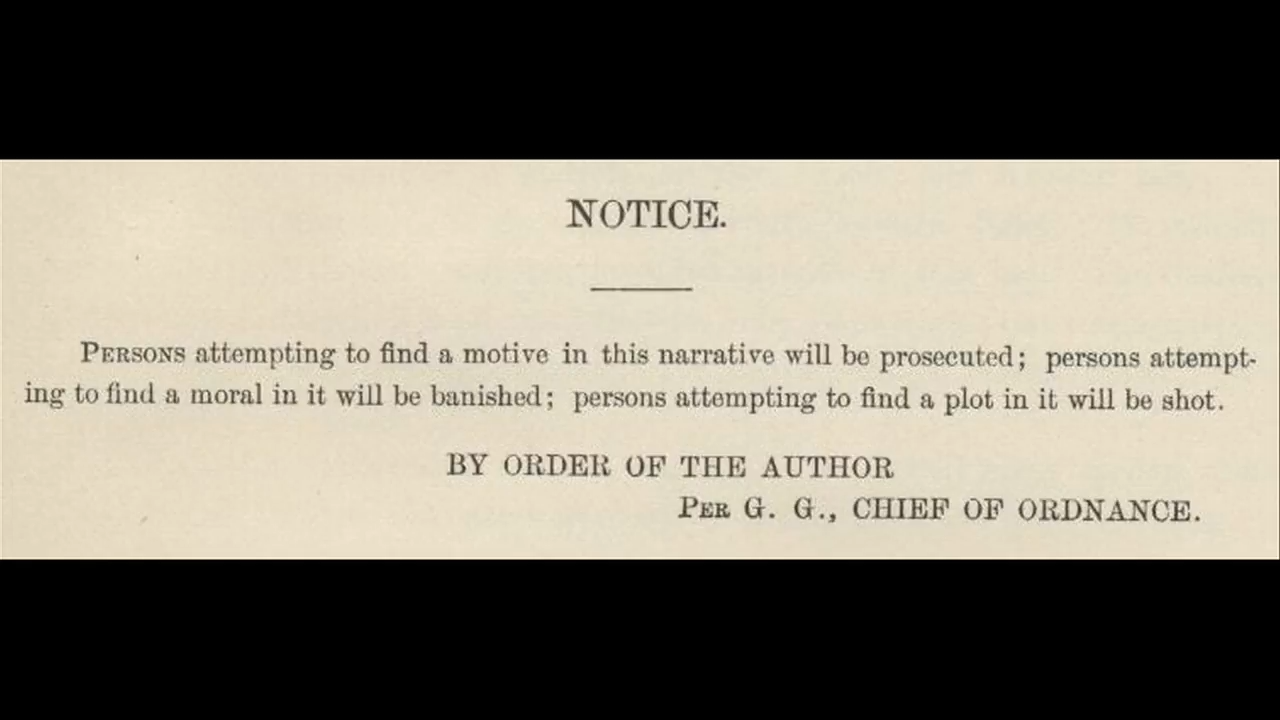 NOTICE.
PERSONS attempting to find a motive in this narrative will be prosecuted; persons attempt-
ing to find a moral in it will be banished; persons attempting to find a plot in it will be shot.
BY ORDER OF THE AUTHOR
PER G. G., CHIEF OF ORDNANCE.